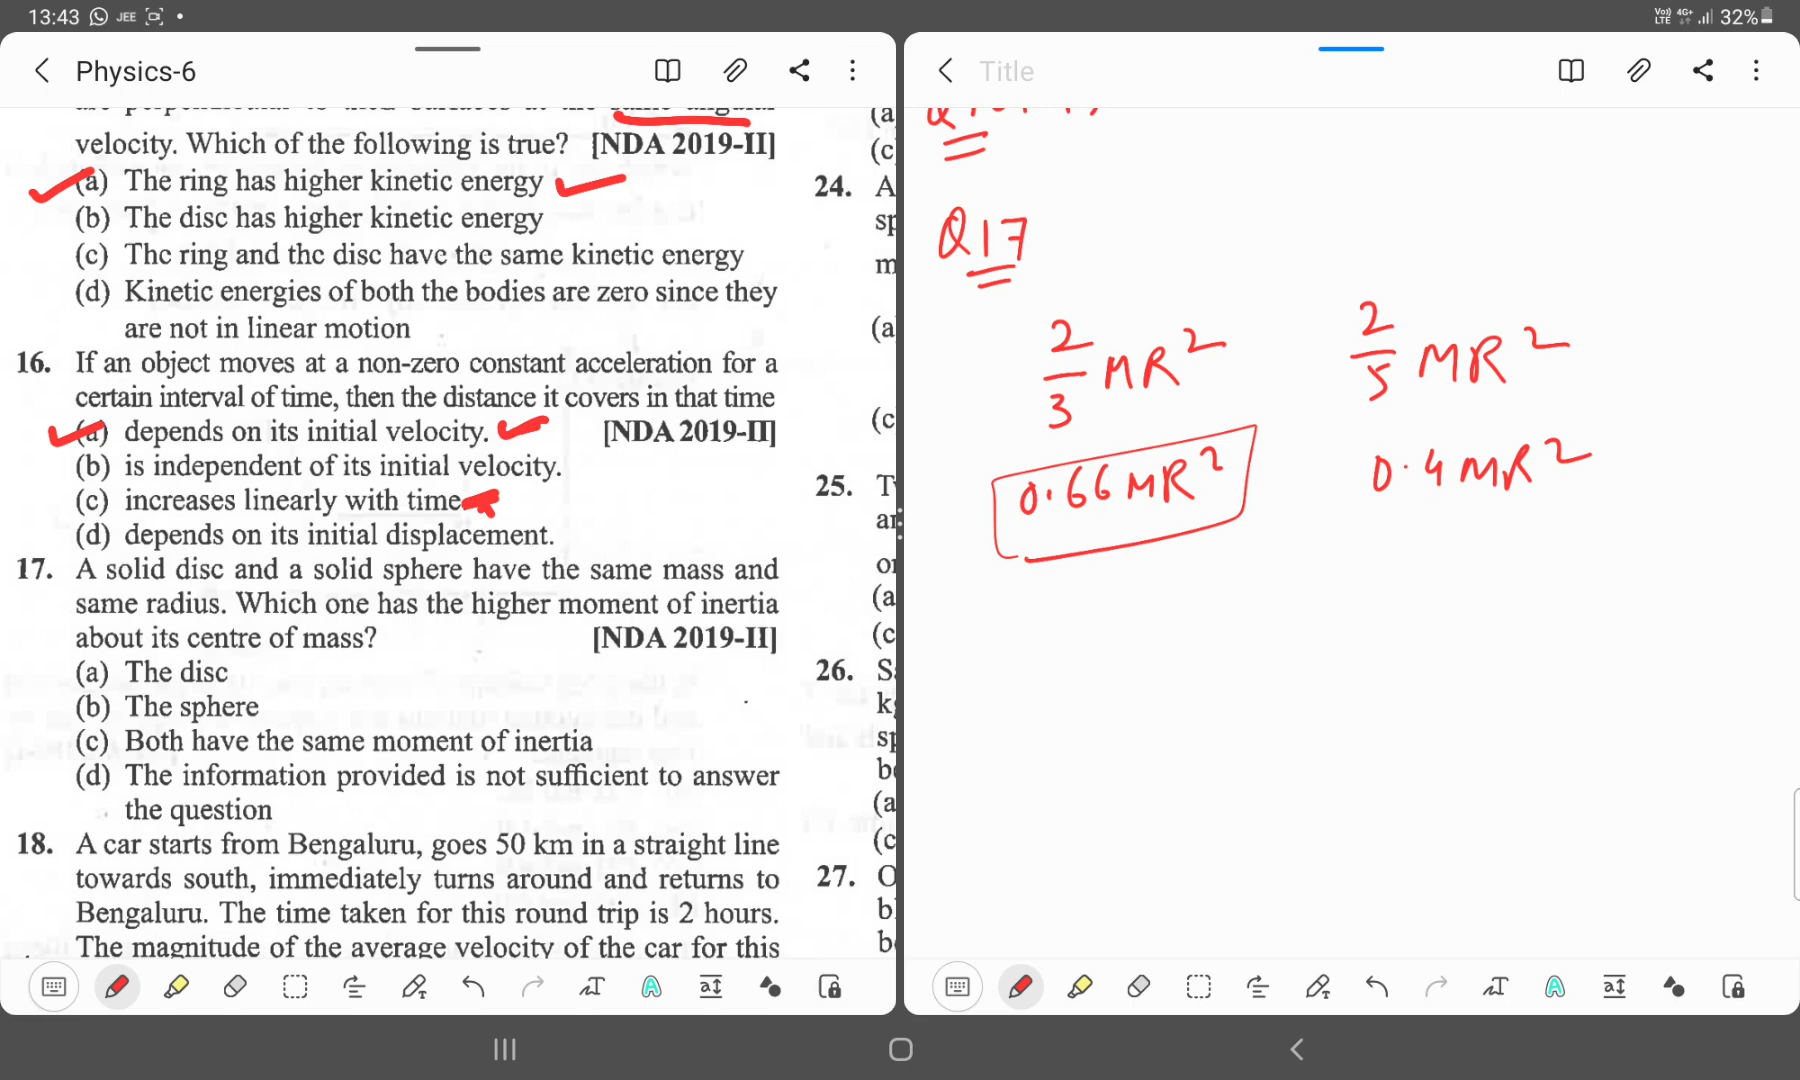 13:43 JEE
Vo)) LTE 4G+ 32%
Physics-6
velocity. Which of the following is true? [NDA 2019-II]
(a) The ring has higher kinetic energy
(b) The disc has higher kinetic energy
(c) The ring and the disc have the same kinetic energy
(d) Kinetic energies of both the bodies are zero since they
are not in linear motion
16. If an object moves at a non-zero constant acceleration for a
certain interval of time, then the distance it covers in that time
(a) depends on its initial velocity. [NDA 2019-II]
(b) is independent of its initial velocity.
(c) increases linearly with time
(d) depends on its initial displacement.
17. A solid disc and a solid sphere have the same mass and
same radius. Which one has the higher moment of inertia
about its centre of mass? [NDA 2019-II]
(a) The disc
(b) The sphere
(c) Both have the same moment of inertia
(d) The information provided is not sufficient to answer
the question
18. A car starts from Bengaluru, goes 50 km in a straight line
towards south, immediately turns around and returns to
Bengaluru. The time taken for this round trip is 2 hours.
The magnitude of the average velocity of the car for this
(a
(c
24. A
sp
m
(a
(c
25.
(a
(c
26.
sp
(a
(c
27.
Title
Q17
2/3 MR² 2/5 MR²
0.66 MR² 0.4 MR²